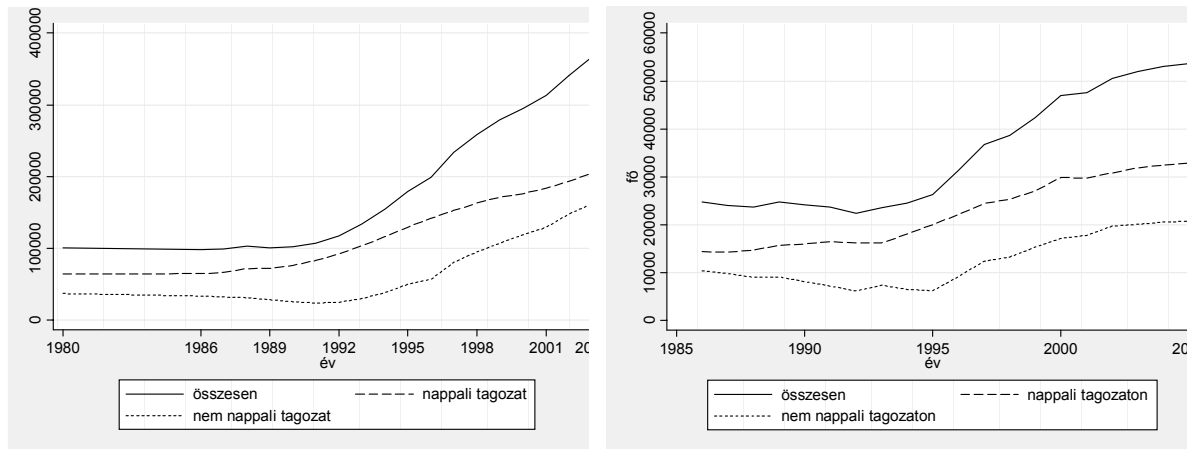 400000
300000
200000
100000
0
1980 1986 1989 1992 1995 1998 2001 20
év
összesen nappali tagozat
nem nappali tagozat
fő
60000
50000
40000
30000
20000
10000
0
1985 1990 1995 2000 20
év
összesen nappali tagozaton
nem nappali tagozaton